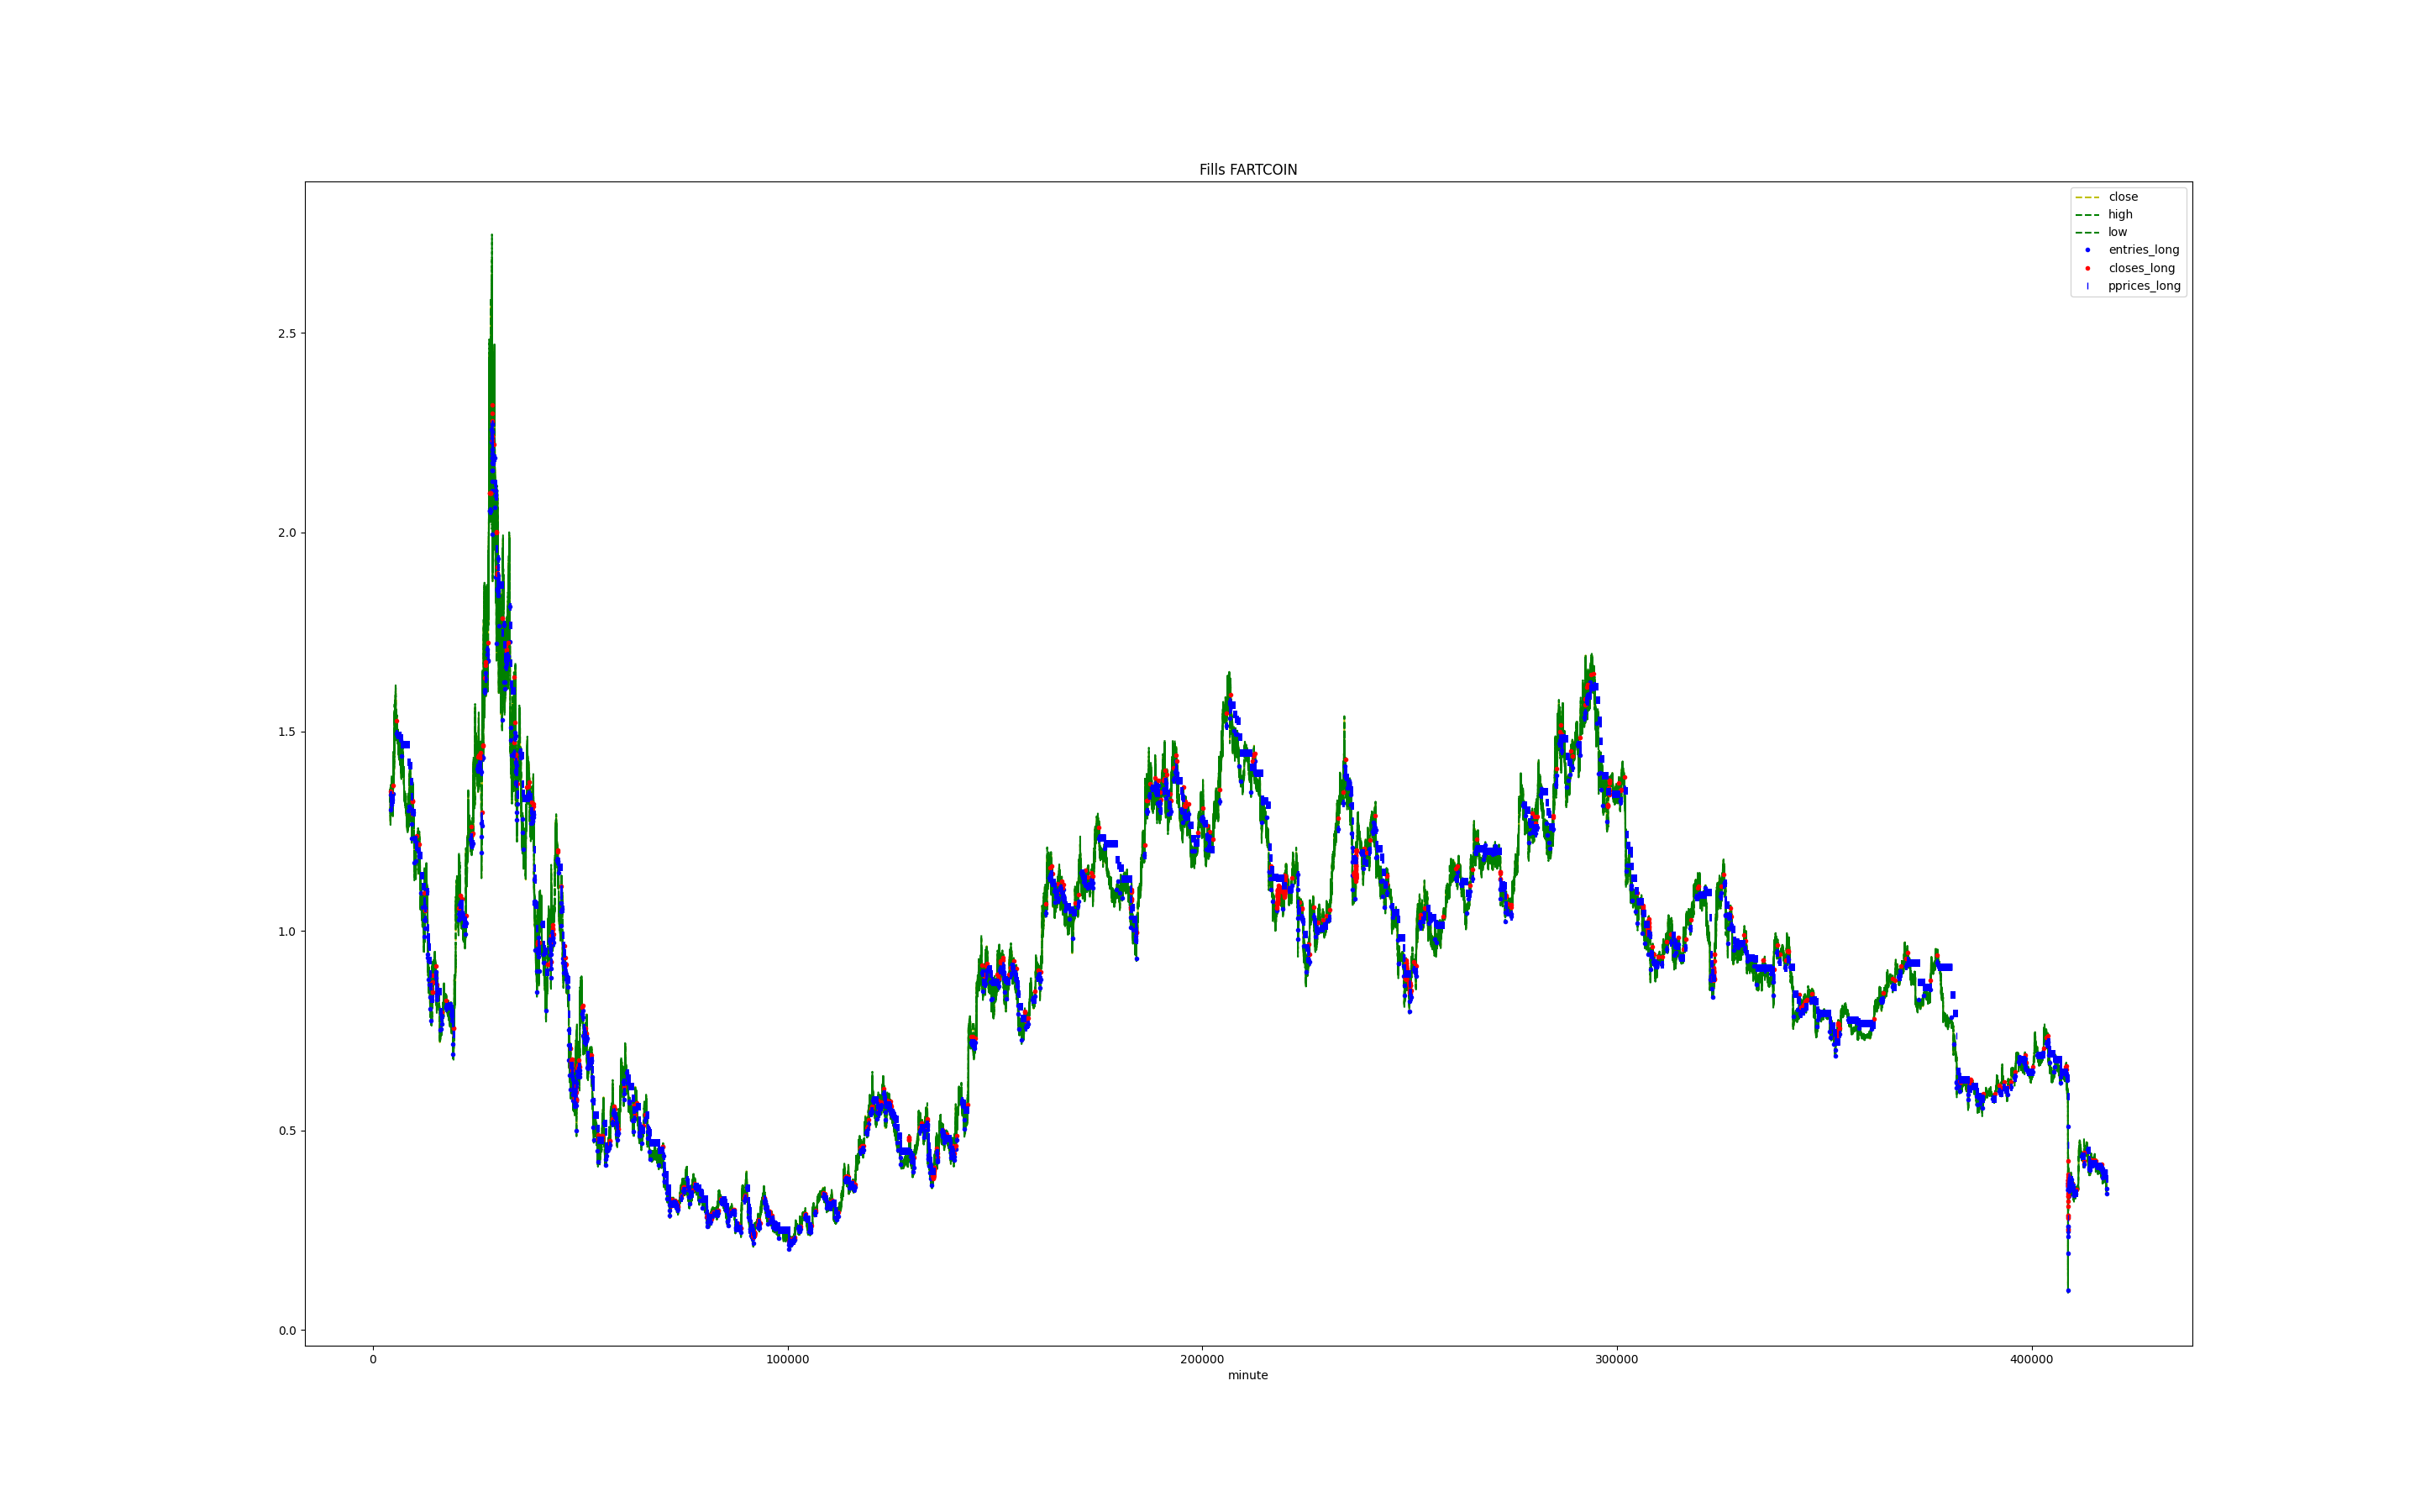 Fills FARTCOIN
close
high
low
entries_long
closes_long
pprices_long
2.5
2.0
1.5
1.0
0.5
0.0
0
100000
200000
300000
400000
minute